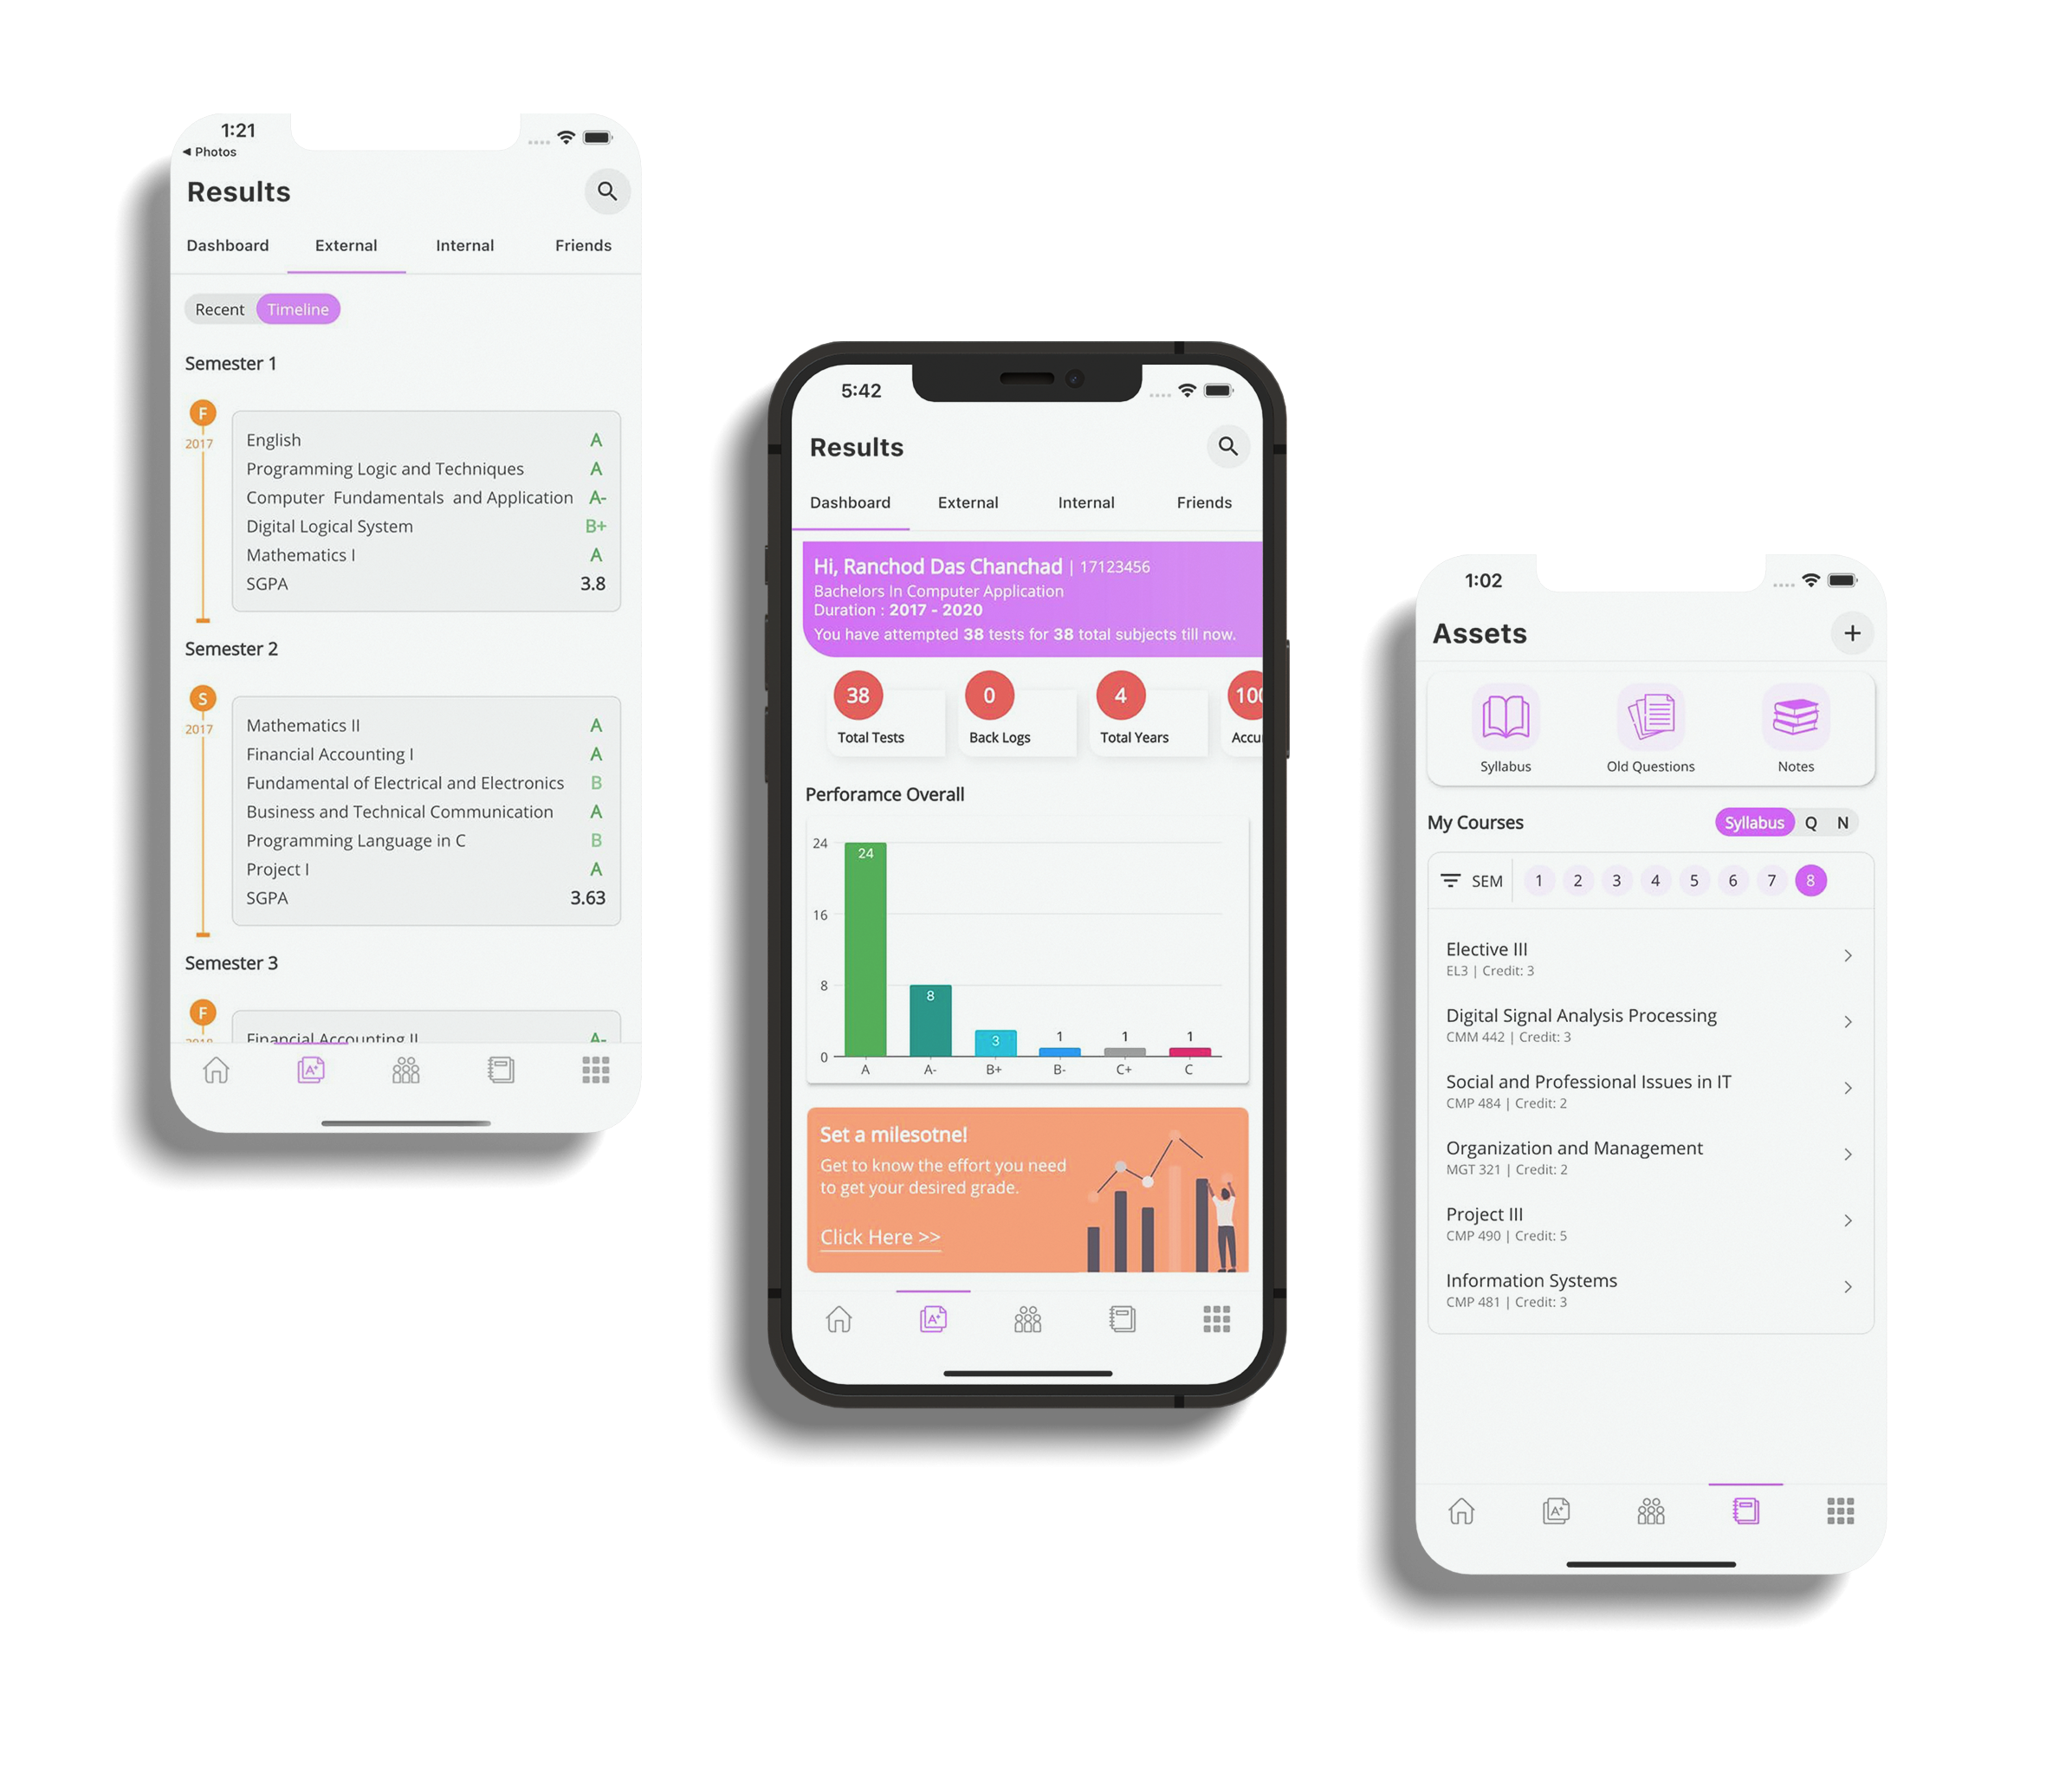 1:21
◀ Photos
Results
Dashboard External Internal Friends
Recent Timeline
Semester 1
F
2017
English A
Programming Logic and Techniques A
Computer Fundamentals and Application A-
Digital Logical System B+
Mathematics I A
SGPA 3.8
Semester 2
S
2017
Mathematics II A
Financial Accounting I A
Fundamental of Electrical and Electronics B
Business and Technical Communication A
Programming Language in C B
Project I A
SGPA 3.63
Semester 3
F
2018
Financial Accounting II A-
A+
5:42
Results
Dashboard External Internal Friends
Hi, Ranchod Das Chanchad | 17123456
Bachelors In Computer Application
Duration : 2017 - 2020
You have attempted 38 tests for 38 total subjects till now.
38 0 4 100
Total Tests Back Logs Total Years Accu
Perforamce Overall
24
24
16
8
8
3
1
1
1
0
A A- B+ B- C+ C
Set a milesotne!
Get to know the effort you need
to get your desired grade.
Click Here >>
A+
1:02
Assets
+
Syllabus Old Questions Notes
My Courses Syllabus Q N
SEM 1 2 3 4 5 6 7 8
Elective III
EL3 | Credit: 3
Digital Signal Analysis Processing
CMM 442 | Credit: 3
Social and Professional Issues in IT
CMP 484 | Credit: 2
Organization and Management
MGT 321 | Credit: 2
Project III
CMP 490 | Credit: 5
Information Systems
CMP 481 | Credit: 3
A+